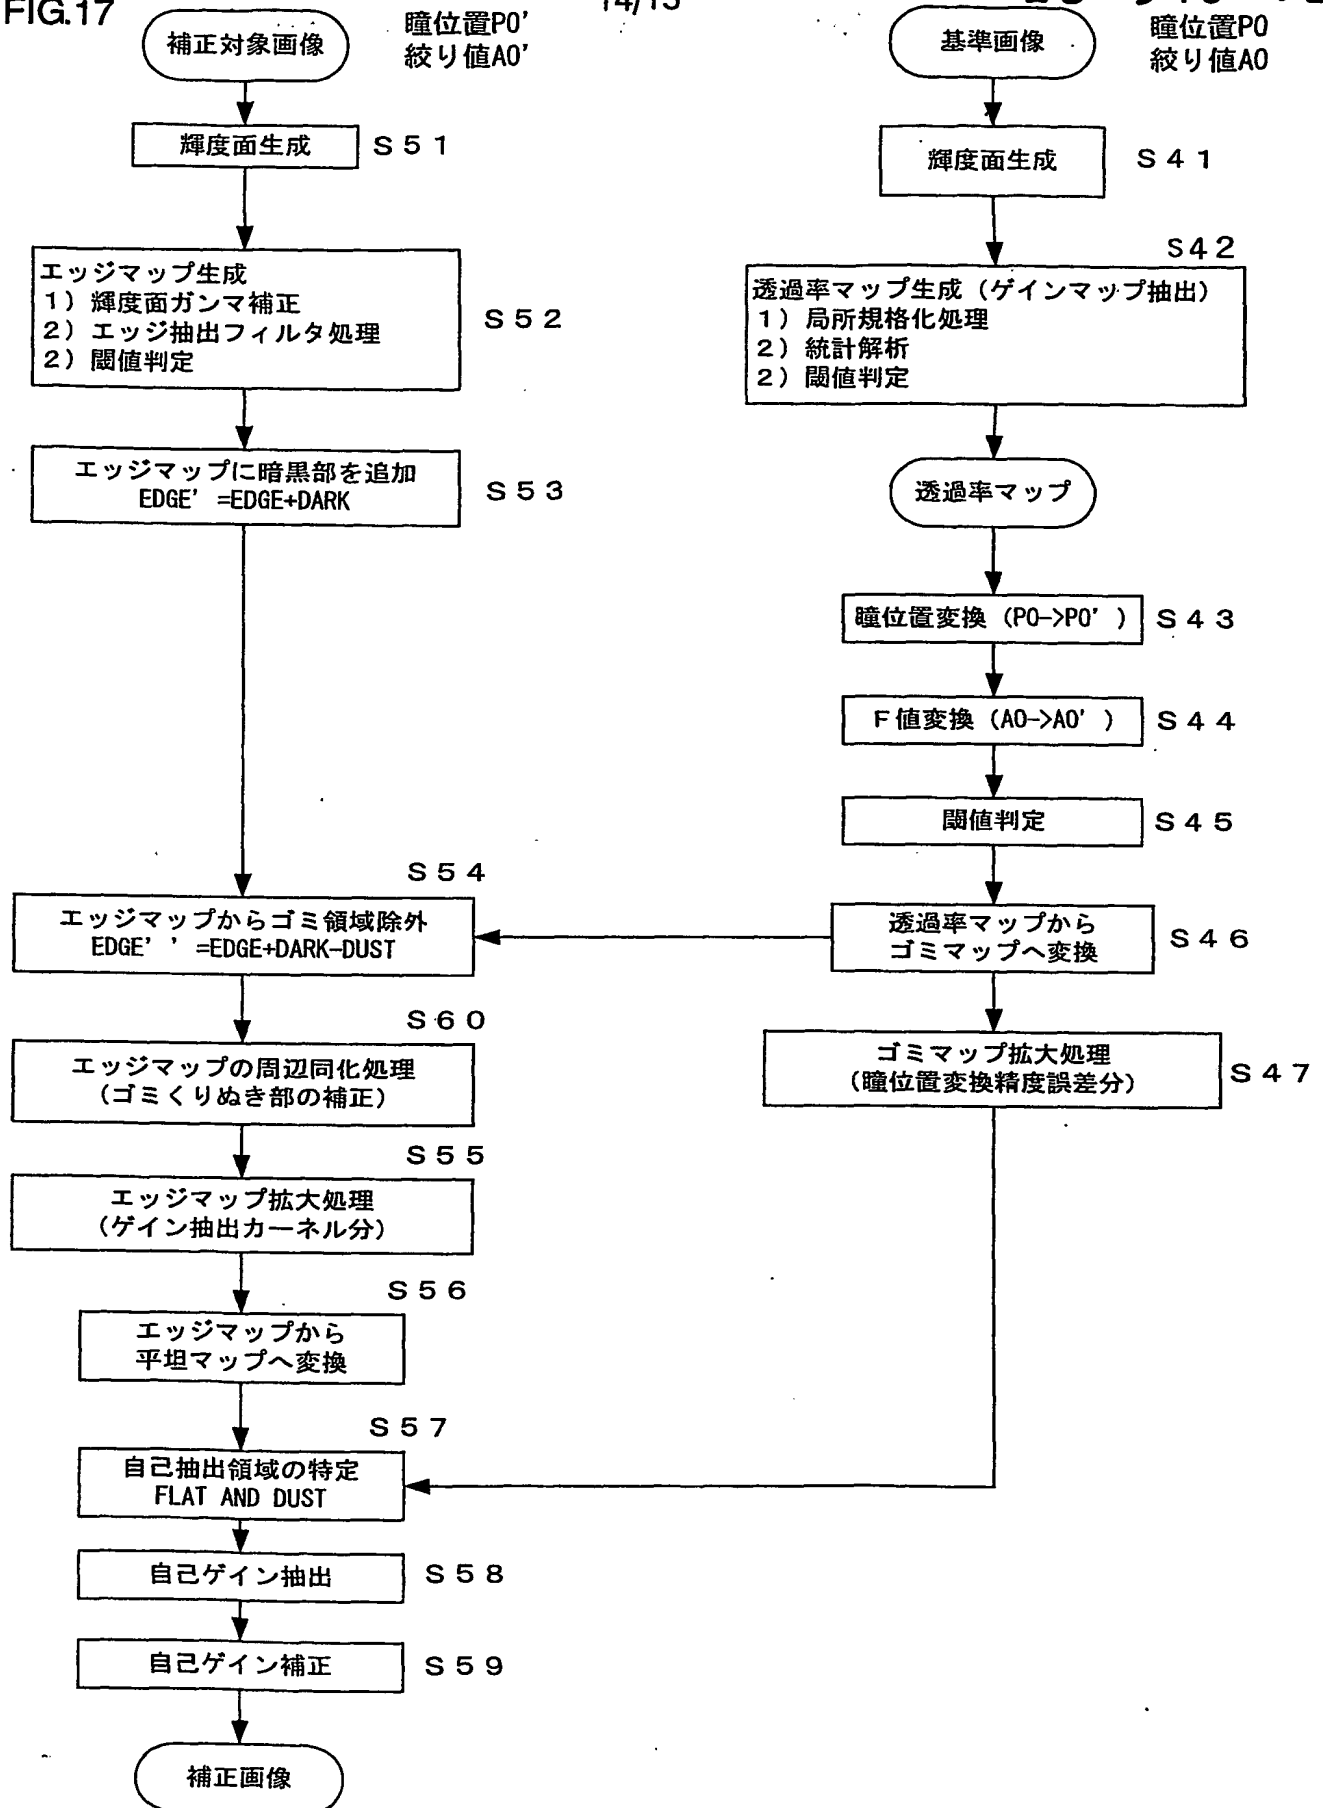 FIG.17
14/15
補正対象画像
瞳位置P0'
絞り値A0'
輝度面生成
S51
エッジマップ生成
1) 輝度面ガンマ補正
2) エッジ抽出フィルタ処理
2) 閾値判定
S52
エッジマップに暗黒部を追加
EDGE' =EDGE+DARK
S53
S54
エッジマップからゴミ領域除外
EDGE'' =EDGE+DARK-DUST
S60
エッジマップの周辺同化処理
(ゴミくりぬき部の補正)
S55
エッジマップ拡大処理
(ゲイン抽出カーネル分)
S56
エッジマップから
平坦マップへ変換
S57
自己抽出領域の特定
FLAT AND DUST
自己ゲイン抽出
S58
自己ゲイン補正
S59
補正画像
基準画像
瞳位置P0
絞り値A0
輝度面生成
S41
S42
透過率マップ生成(ゲインマップ抽出)
1) 局所規格化処理
2) 統計解析
2) 閾値判定
透過率マップ
瞳位置変換 (P0->P0' )
S43
F値変換 (A0->A0' )
S44
閾値判定
S45
透過率マップから
ゴミマップへ変換
S46
ゴミマップ拡大処理
(瞳位置変換精度誤差分)
S47